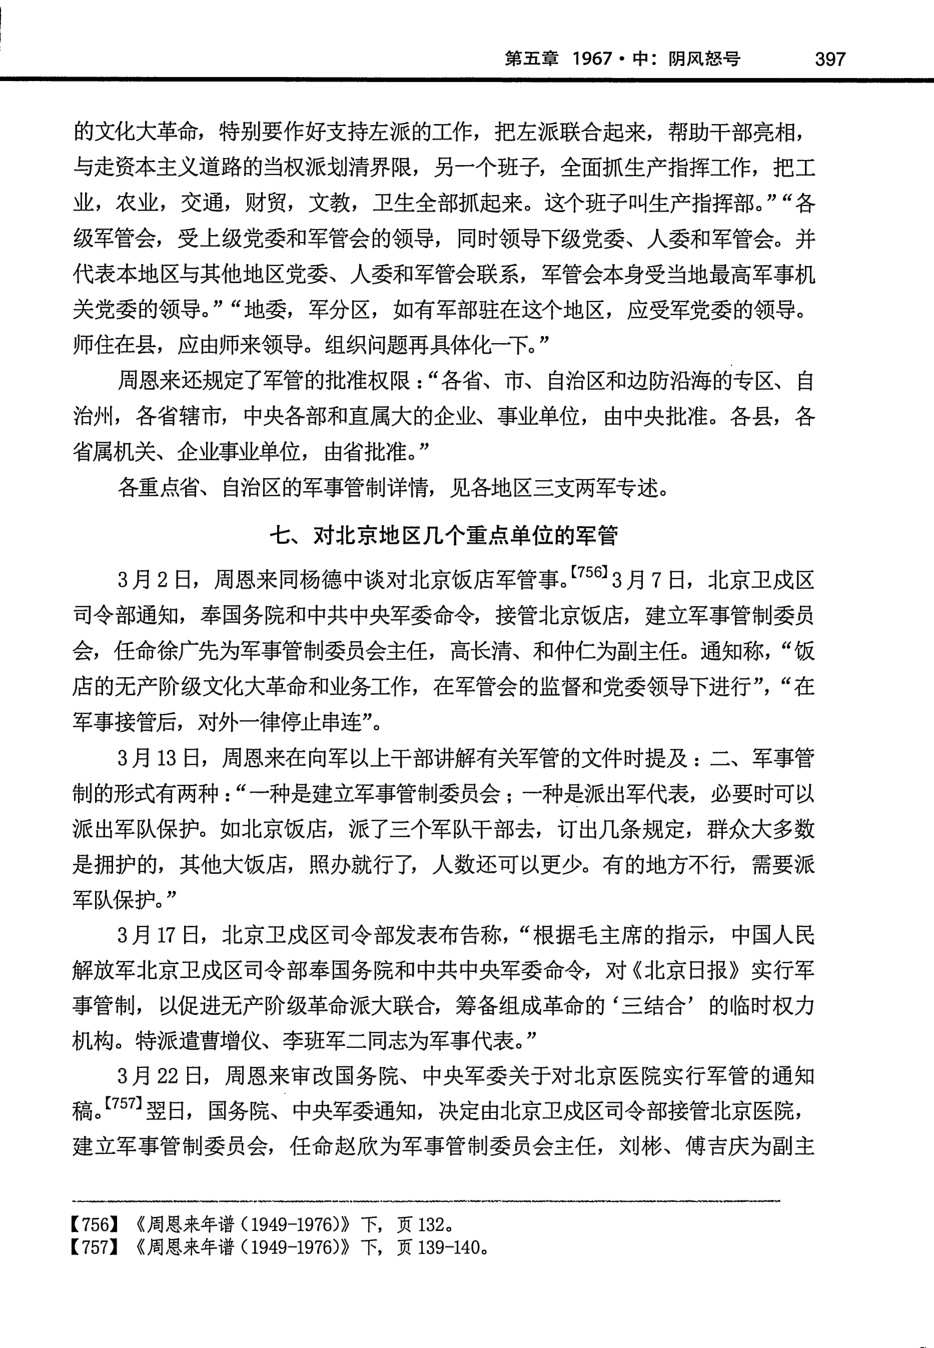 第五章 1967·中：阴风怒号 397
的文化大革命，特别要作好支持左派的工作，把左派联合起来，帮助干部亮相，
与走资本主义道路的当权派划清界限，另一个班子，全面抓生产指挥工作，把工
业，农业，交通，财贸，文教，卫生全部抓起来。这个班子叫生产指挥部。”“各
级军管会，受上级党委和军管会的领导，同时领导下级党委、人委和军管会。并
代表本地区与其他地区党委、人委和军管会联系，军管会本身受当地最高军事机
关党委的领导。”“地委，军分区，如有军部驻在这个地区，应受军党委的领导。
师住在县，应由师来领导。组织问题再具体化一下。”
周恩来还规定了军管的批准权限：“各省、市、自治区和边防沿海的专区、自
治州，各省辖市，中央各部和直属大的企业、事业单位，由中央批准。各县，各
省属机关、企业事业单位，由省批准。”
各重点省、自治区的军事管制详情，见各地区三支两军专述。
七、对北京地区几个重点单位的军管
3月2日，周恩来同杨德中谈对北京饭店军管事。【756】3月7日，北京卫戍区
司令部通知，奉国务院和中共中央军委命令，接管北京饭店，建立军事管制委员
会，任命徐广先为军事管制委员会主任，高长清、和仲仁为副主任。通知称，“饭
店的无产阶级文化大革命和业务工作，在军管会的监督和党委领导下进行”，“在
军事接管后，对外一律停止串连”。
3月13日，周恩来在向军以上干部讲解有关军管的文件时提及：二、军事管
制的形式有两种：“一种是建立军事管制委员会；一种是派出军代表，必要时可以
派出军队保护。如北京饭店，派了三个军队干部去，订出几条规定，群众大多数
是拥护的，其他大饭店，照办就行了，人数还可以更少。有的地方不行，需要派
军队保护。”
3月17日，北京卫戍区司令部发表布告称，“根据毛主席的指示，中国人民
解放军北京卫戍区司令部奉国务院和中共中央军委命令，对《北京日报》实行军
事管制，以促进无产阶级革命派大联合，筹备组成革命的‘三结合’的临时权力
机构。特派遣曹增仪、李班军二同志为军事代表。”
3月22日，周恩来审改国务院、中央军委关于对北京医院实行军管的通知
稿。【757】翌日，国务院、中央军委通知，决定由北京卫戍区司令部接管北京医院，
建立军事管制委员会，任命赵欣为军事管制委员会主任，刘彬、傅吉庆为副主
【756】《周恩来年谱（1949-1976）》下，页132。
【757】《周恩来年谱（1949-1976）》下，页139-140。